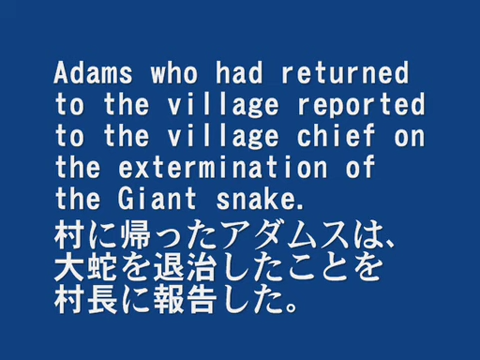 Adams who had returned
to the village reported
to the village chief on
the extermination of
the Giant snake.
村に帰ったアダムスは、
大蛇を退治したことを
村長に報告した。